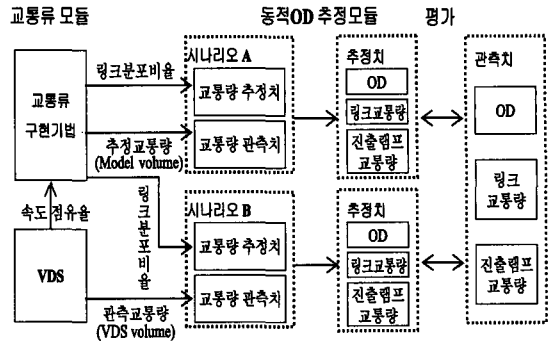 교통류 모듈
동적OD 추정모듈
평가
교통류
구현기법
링크분포비율
추정교통량
(Model volume)
속도 점유율
VDS
링크분포비율
관측교통량
(VDS volume)
시나리오 A
교통량 추정치
교통량 관측치
시나리오 B
교통량 추정치
교통량 관측치
추정치
OD
링크교통량
진출램프
교통량
추정치
OD
링크교통량
진출램프
교통량
관측치
OD
링크
교통량
진출램프
교통량